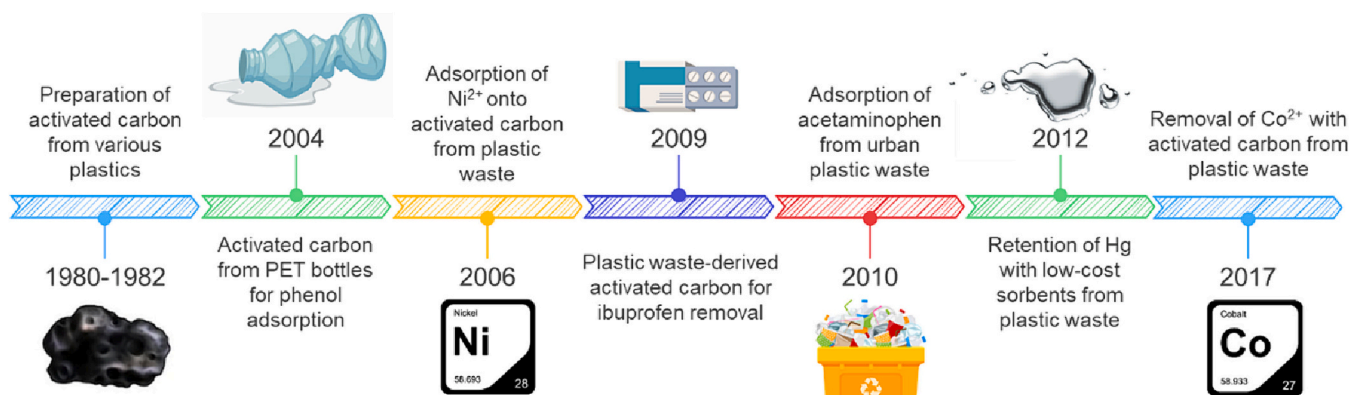 Preparation of
activated carbon
from various
plastics
1980-1982
2004
Activated carbon
from PET bottles
for phenol
adsorption
Adsorption of
Ni²⁺ onto
activated carbon
from plastic
waste
2006
Nickel
Ni
58.693
28
2009
Plastic waste-derived
activated carbon for
ibuprofen removal
Adsorption of
acetaminophen
from urban
plastic waste
2010
2012
Retention of Hg
with low-cost
sorbents from
plastic waste
Removal of Co²⁺ with
activated carbon from
plastic waste
2017
Cobalt
Co
58.933
27